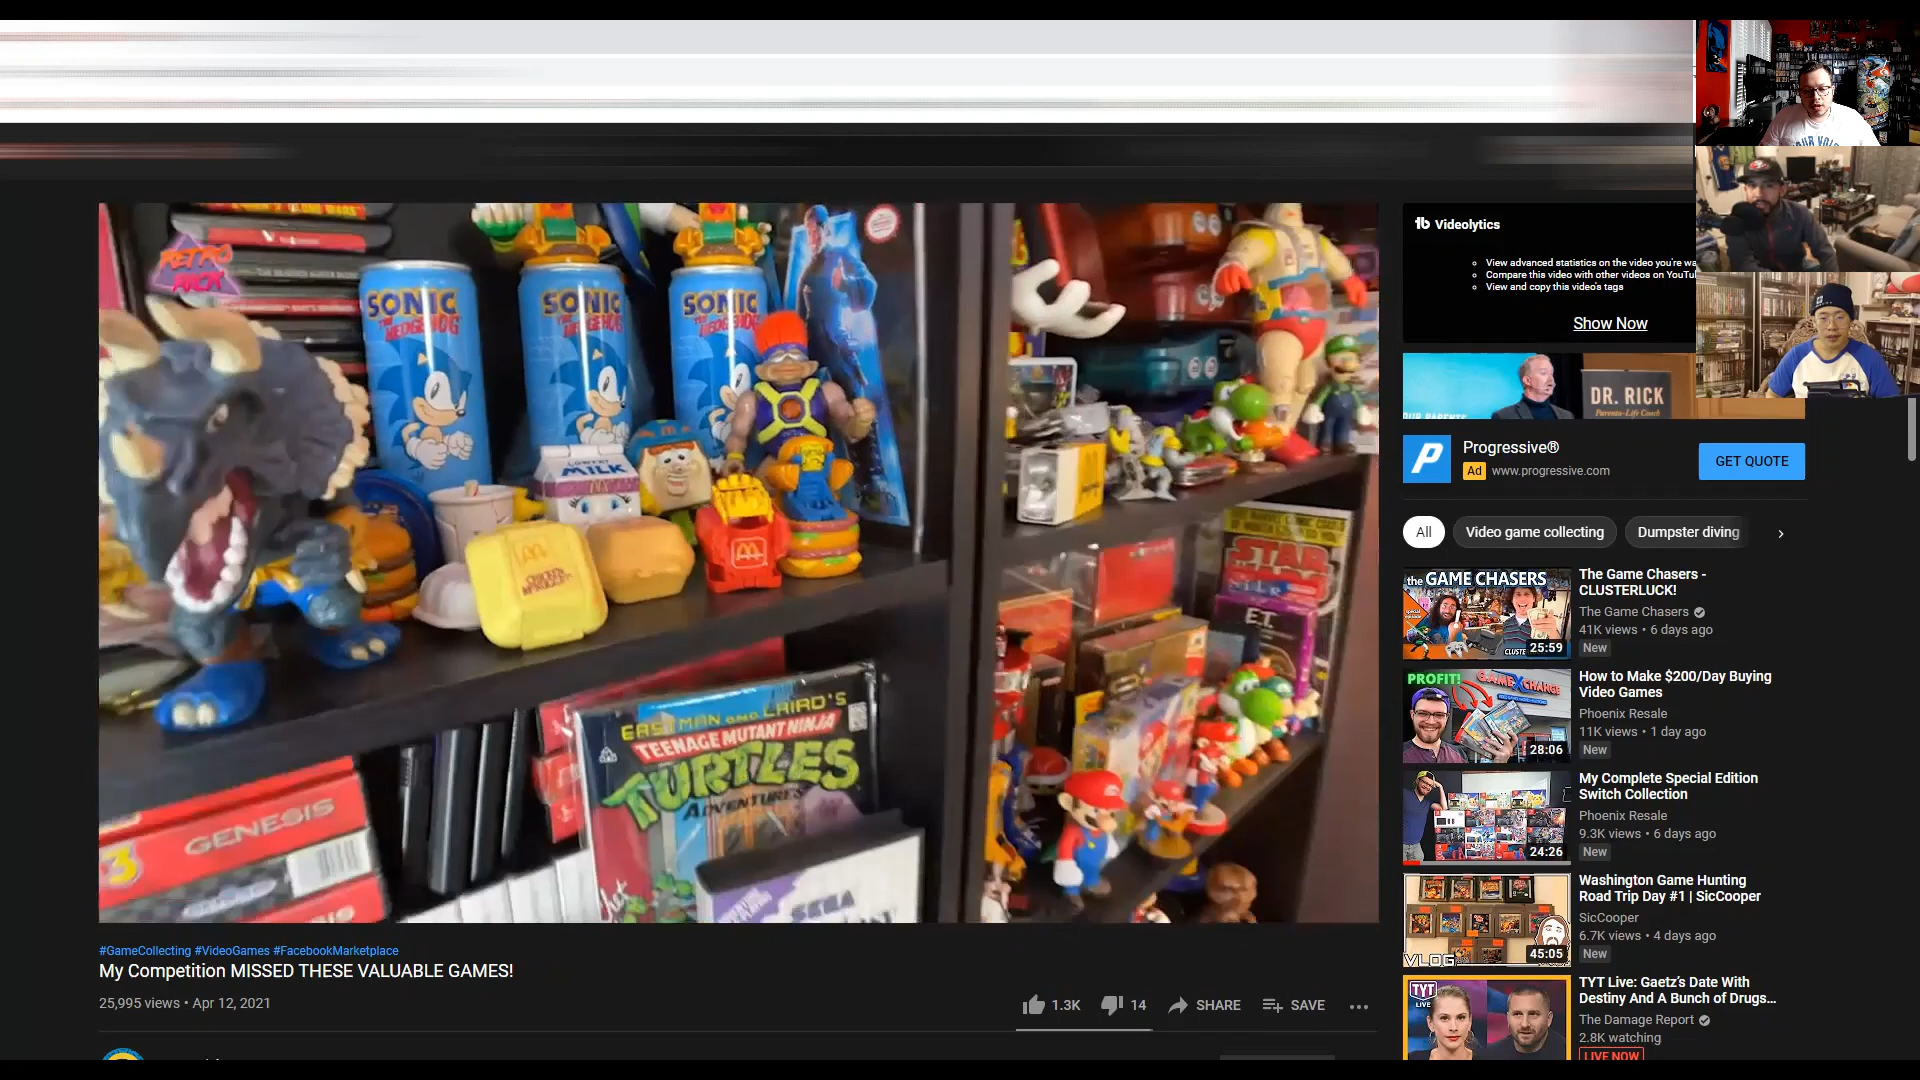 RETRO
RICK
SONIC
THE
HEDGEHOG
SONIC
THE
HEDGEHOG
SONIC
THE
HEDGEHOG
LOWFAT
MILK
CHICKEN
McNUGGETS
STAR
E.T.
EASTMAN AND LAIRD'S
TEENAGE MUTANT NINJA
TURTLES
ADVENTURES
3
GENESIS
SEGA
Videolytics
View advanced statistics on the video you're wa
Compare this video with other videos on YouTu
View and copy this video's tags
Show Now
DR. RICK
Parenta-Life Coach
Progressive®
Ad www.progressive.com
GET QUOTE
All
Video game collecting
Dumpster diving
the GAME CHASERS
25:59
The Game Chasers -
CLUSTERLUCK!
The Game Chasers
41K views • 6 days ago
New
PROFIT!
GAMEXCHANGE
28:06
How to Make $200/Day Buying
Video Games
Phoenix Resale
11K views • 1 day ago
New
24:26
My Complete Special Edition
Switch Collection
Phoenix Resale
9.3K views • 6 days ago
New
VLOG
45:05
Washington Game Hunting
Road Trip Day #1 | SicCooper
SicCooper
6.7K views • 4 days ago
New
TYT
LIVE
TYT Live: Gaetz's Date With
Destiny And A Bunch of Drugs...
The Damage Report
2.8K watching
LIVE NOW
#GameCollecting #VideoGames #FacebookMarketplace
My Competition MISSED THESE VALUABLE GAMES!
25,995 views • Apr 12, 2021
1.3K
14
SHARE
SAVE